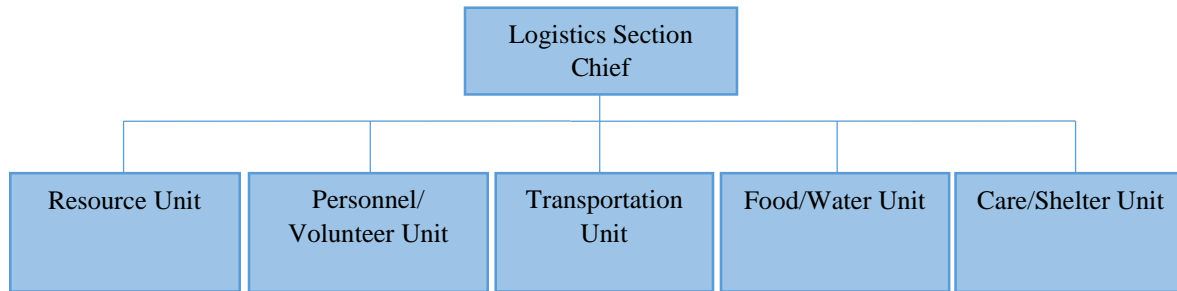 Logistics Section
Chief
Resource Unit
Personnel/
Volunteer Unit
Transportation
Unit
Food/Water Unit
Care/Shelter Unit